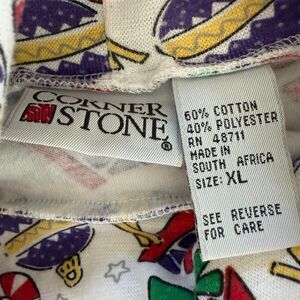 CORNER
STONE®
60% COTTON
40% POLYESTER
RN 48711
MADE IN
SOUTH AFRICA
SIZE: XL
SEE REVERSE
FOR CARE